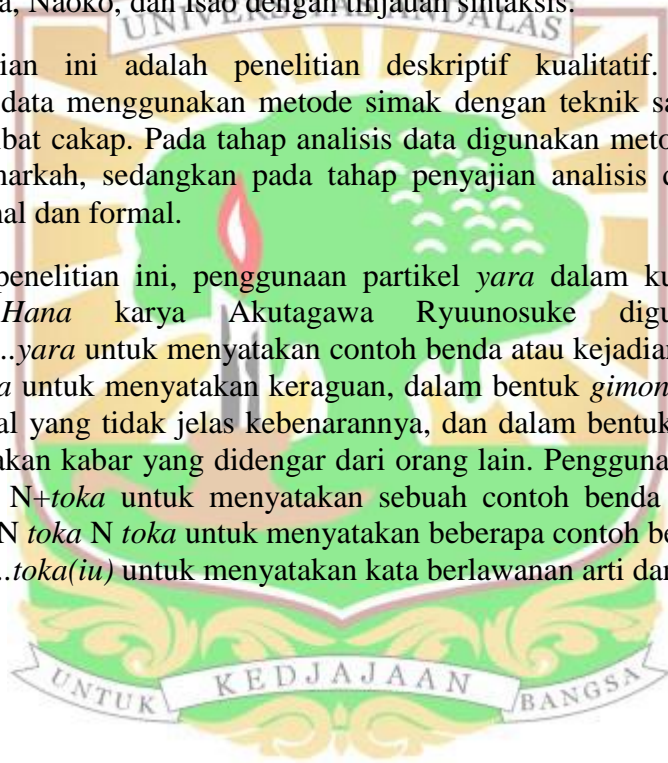 a, Naoko, dan Isao dengan tinjauan sintaksis.
UNIVERSITAS ANDALAS
ian ini adalah penelitian deskriptif kualitatif.
data menggunakan metode simak dengan teknik sa
bat cakap. Pada tahap analisis data digunakan meto
narkah, sedangkan pada tahap penyajian analisis d
nal dan formal.
penelitian ini, penggunaan partikel yara dalam ku
Hana karya Akutagawa Ryuunosuke digu
...yara untuk menyatakan contoh benda atau kejadian
a untuk menyatakan keraguan, dalam bentuk gimon
al yang tidak jelas kebenarannya, dan dalam bentuk
akan kabar yang didengar dari orang lain. Pengguna
N+toka untuk menyatakan sebuah contoh benda
N toka N toka untuk menyatakan beberapa contoh be
...toka(iu) untuk menyatakan kata berlawanan arti dar
UNTUK KEDJAJAAN BANGSA